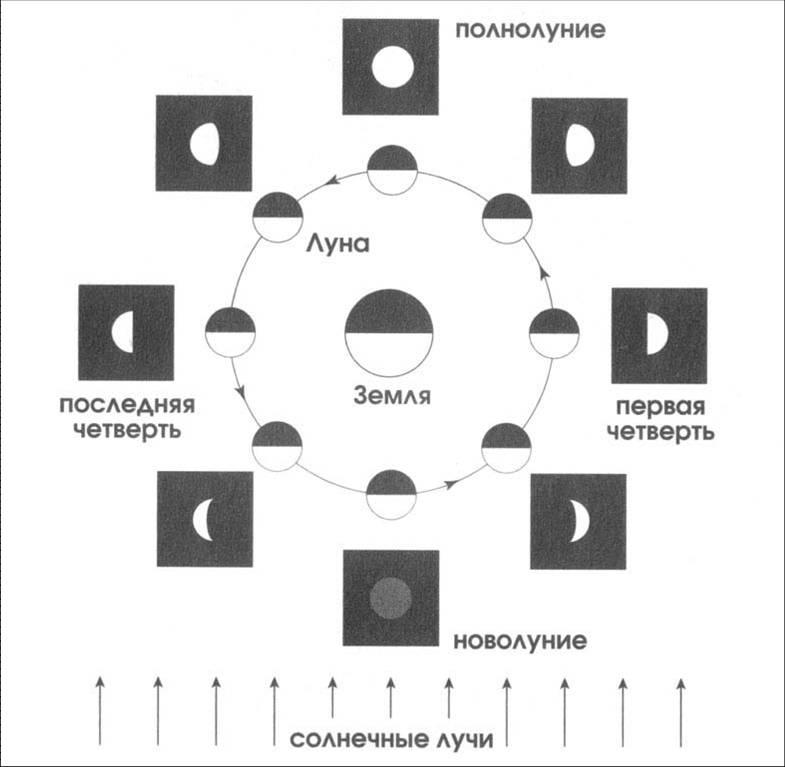 полнолуние
Луна
Земля
последняя
четверть
первая
четверть
новолуние
солнечные лучи